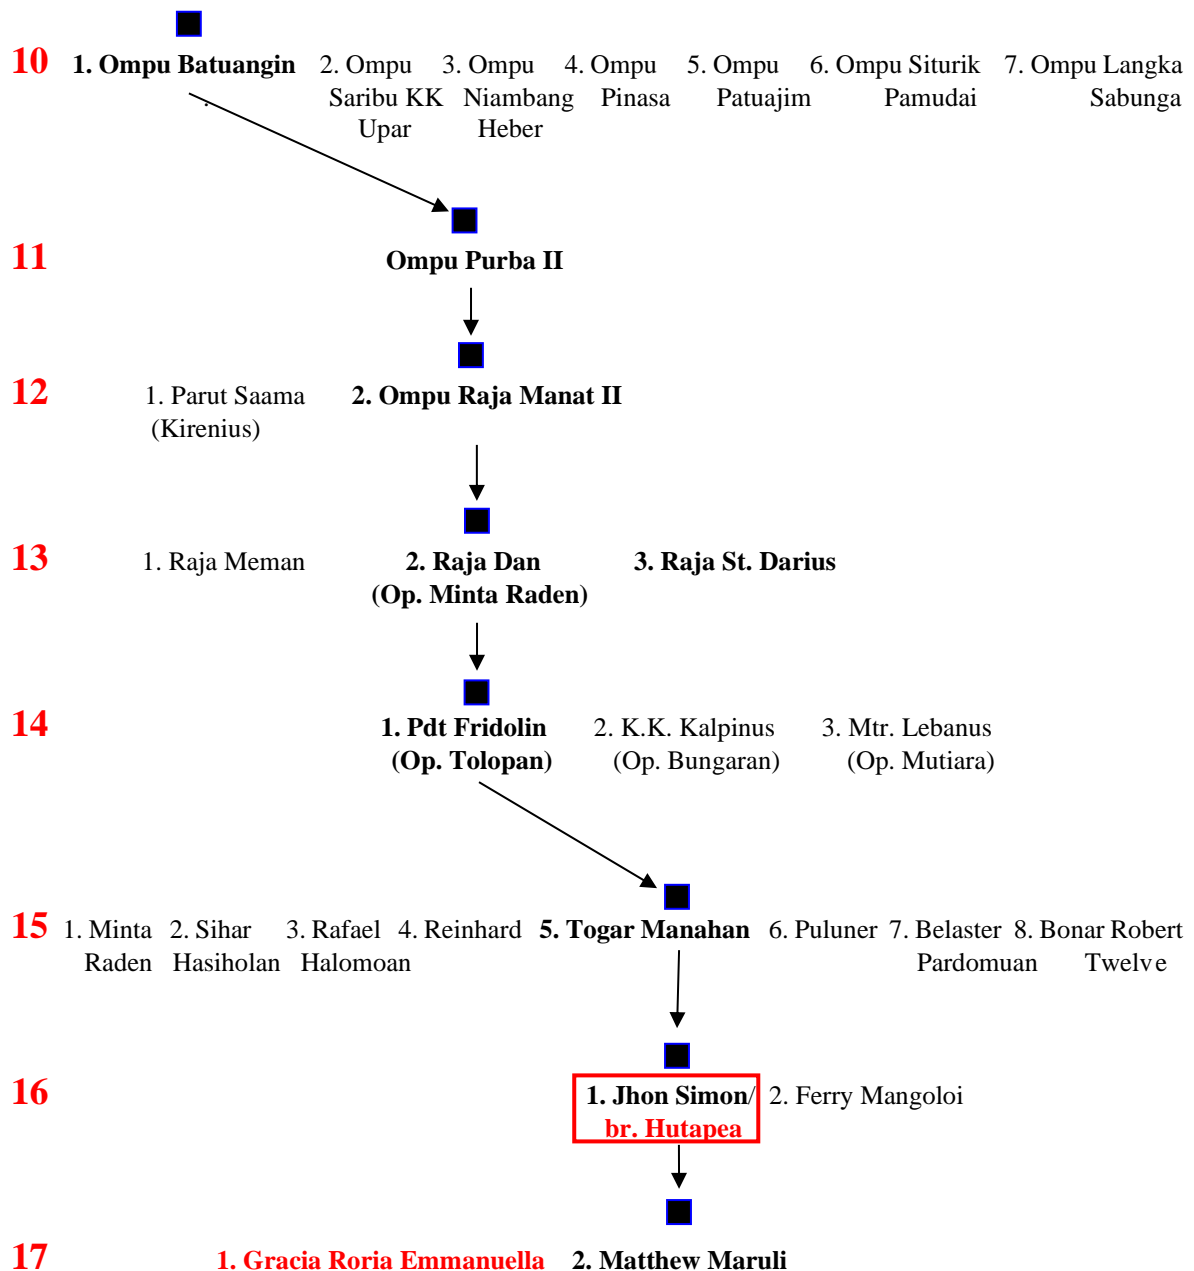 10 1. Ompu Batuangin 2. Ompu 3. Ompu 4. Ompu 5. Ompu 6. Ompu Siturik 7. Ompu Langka
. Saribu KK Niambang Pinasa Patuajim Pamudai Sabunga
Upar Heber
11 Ompu Purba II
12 1. Parut Saama 2. Ompu Raja Manat II
(Kirenius)
13 1. Raja Meman 2. Raja Dan 3. Raja St. Darius
(Op. Minta Raden)
14 1. Pdt Fridolin 2. K.K. Kalpinus 3. Mtr. Lebanus
(Op. Tolopan) (Op. Bungaran) (Op. Mutiara)
15 1. Minta 2. Sihar 3. Rafael 4. Reinhard 5. Togar Manahan 6. Puluner 7. Belaster 8. Bonar Robert
Raden Hasiholan Halomoan Pardomuan Twelve
16 1. Jhon Simon/ 2. Ferry Mangoloi
br. Hutapea
17 1. Gracia Roria Emmanuella 2. Matthew Maruli